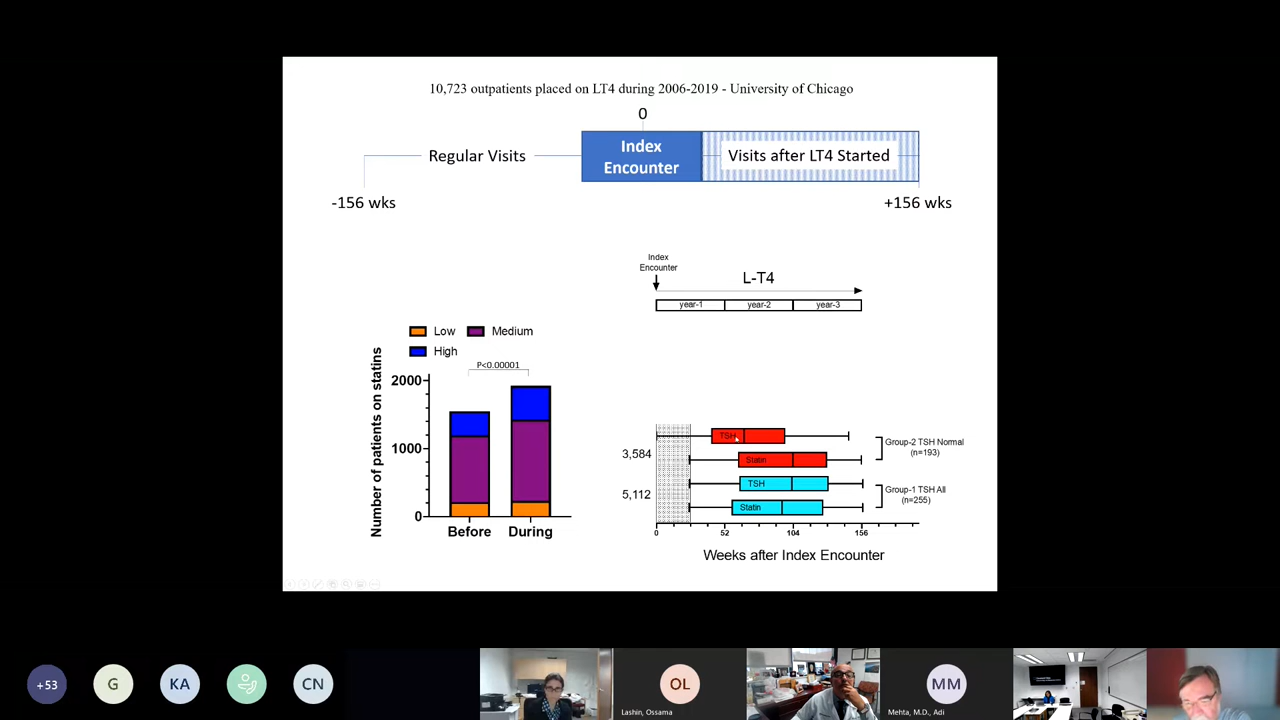 10,723 outpatients placed on LT4 during 2006-2019 - University of Chicago
0
Regular Visits
Index
Encounter
Visits after LT4 Started
-156 wks
+156 wks
Index
Encounter
L-T4
year-1 year-2 year-3
Low Medium
High
P<0.00001
Number of patients on statins
2000
1000
0
Before During
TSH
Statin
TSH
Statin
3,584
5,112
Group-2 TSH Normal
(n=193)
Group-1 TSH All
(n=255)
0 52 104 156
Weeks after Index Encounter
+53
G
KA
CN
OL
Lashin, Ossama
MM
Mehta, M.D., Adi